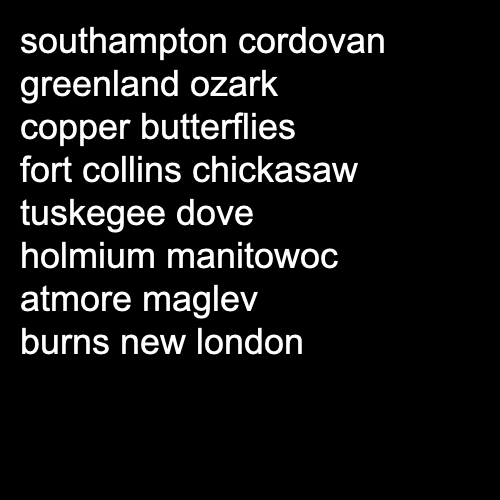 southampton cordovan
greenland ozark
copper butterflies
fort collins chickasaw
tuskegee dove
holmium manitowoc
atmore maglev
burns new london